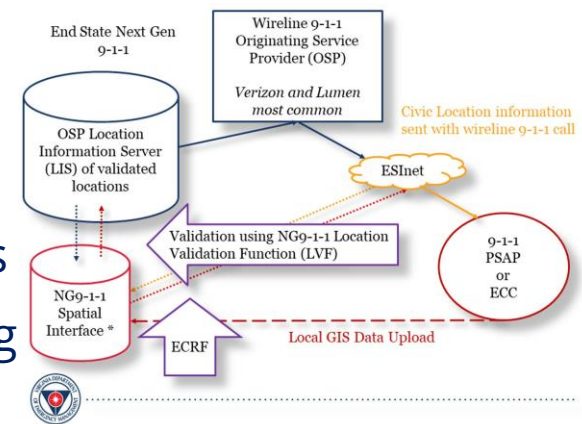 End State Next Gen
9-1-1
Wireline 9-1-1
Originating Service
Provider (OSP)
Verizon and Lumen
most common
OSP Location
Information Server
(LIS) of validated
locations
Civic Location information
sent with wireline 9-1-1 call
ESInet
s
Validation using NG9-1-1 Location
Validation Function (LVF)
9-1-1
PSAP
or
ECC
NG9-1-1
Spatial
Interface *
g
ECRF
Local GIS Data Upload